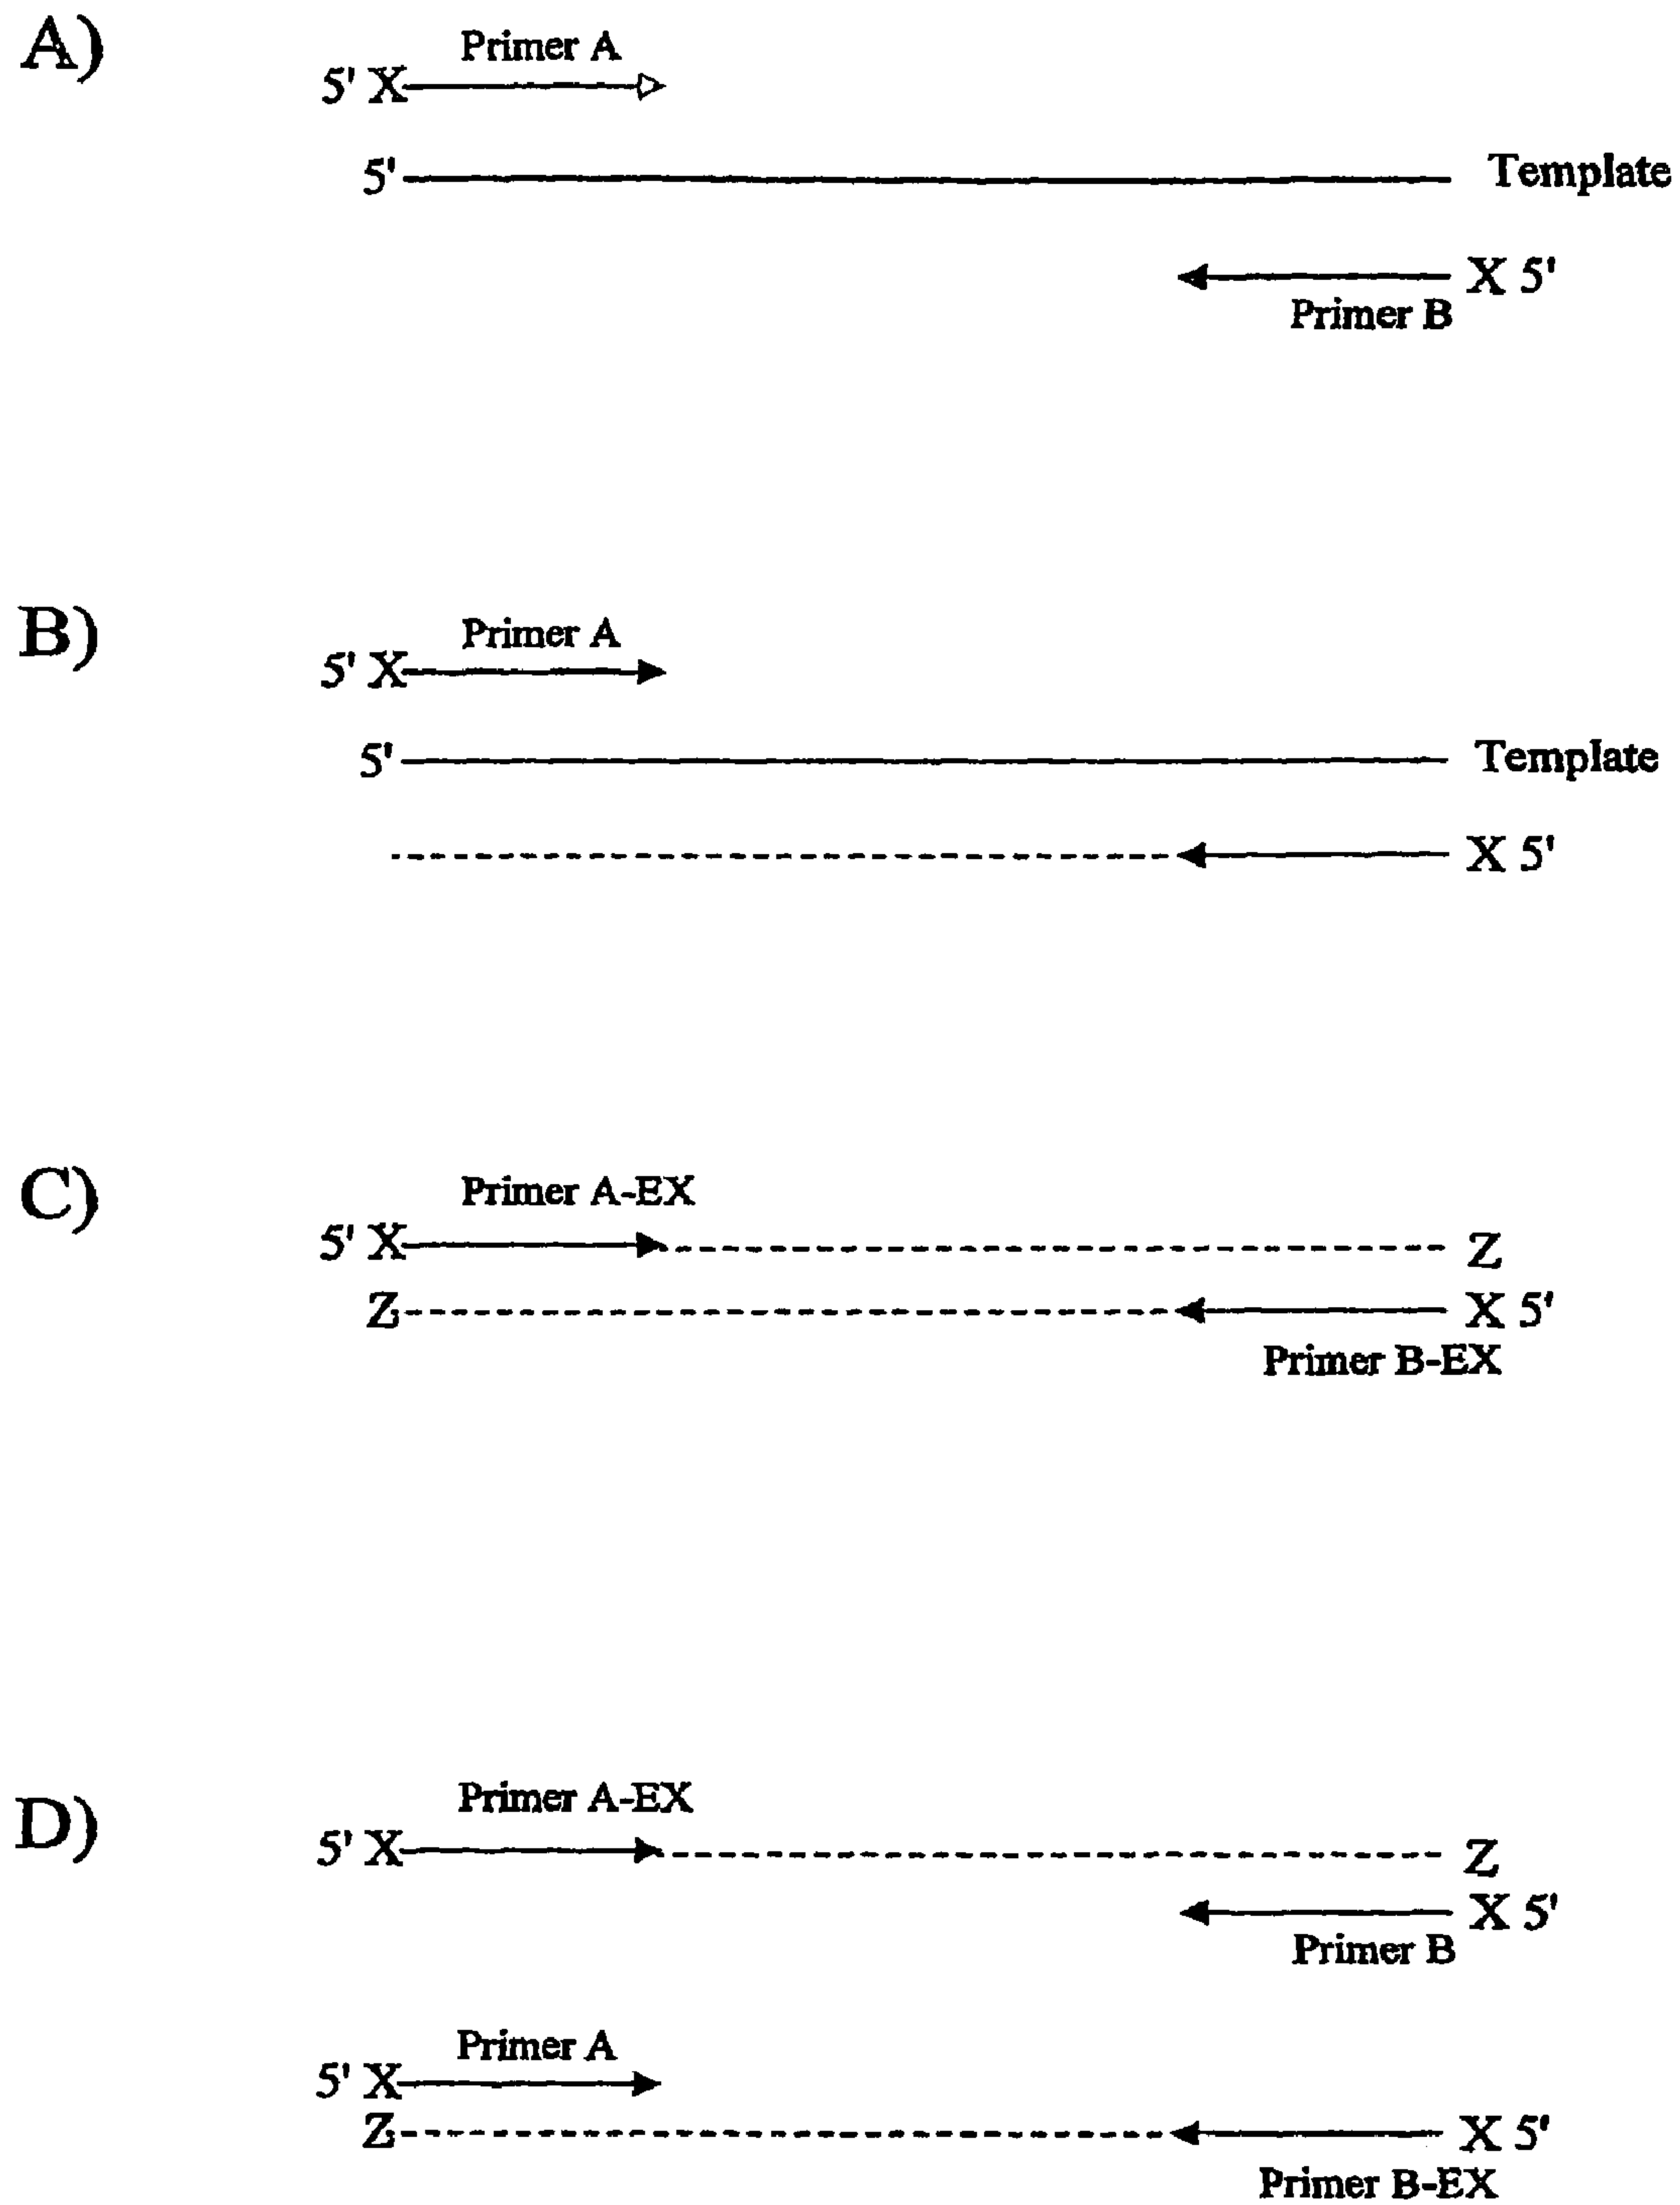 A)
Primer A
5' X
5'
Template
X 5'
Primer B
B)
Primer A
5' X
5'
Template
X 5'
C)
Primer A-EX
5' X
Z
Z
X 5'
Primer B-EX
D)
Primer A-EX
5' X
Z
X 5'
Primer B
Primer A
5' X
Z
X 5'
Primer B-EX